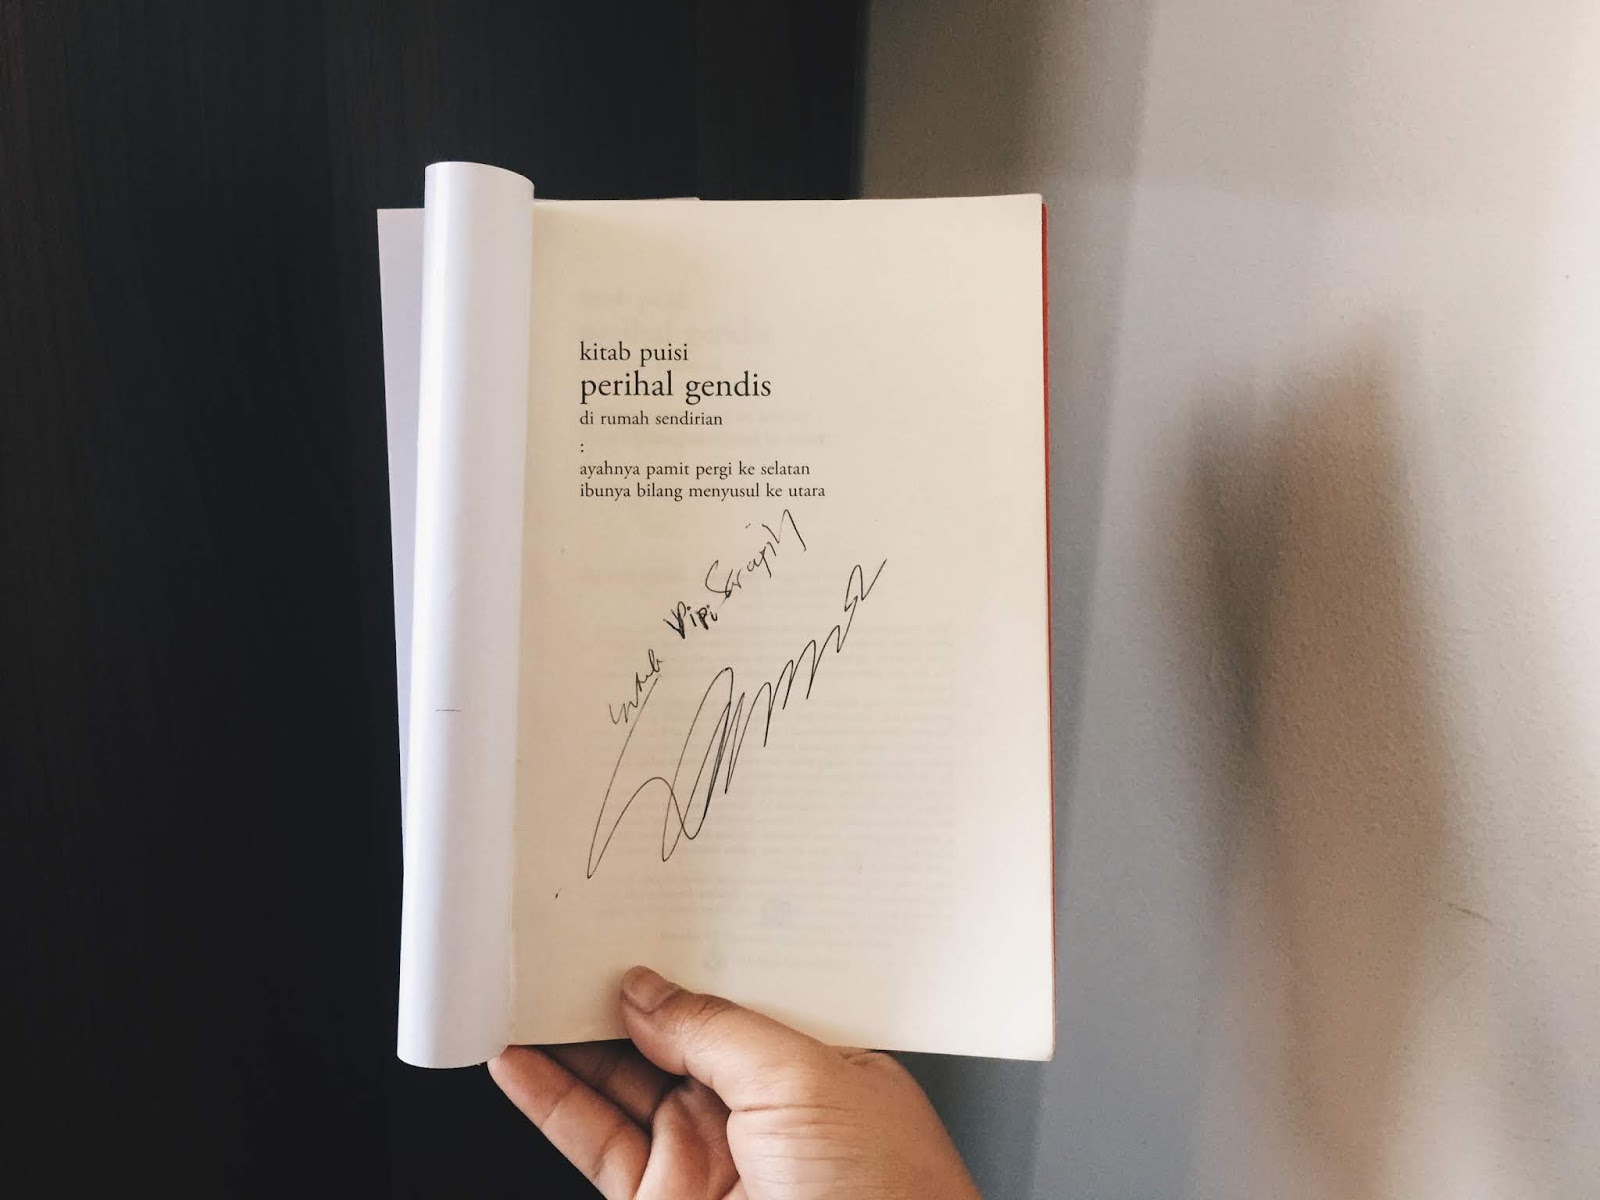 kitab puisi
perihal gendis
di rumah sendirian
:
ayahnya pamit pergi ke selatan
ibunya bilang menyusul ke utara
untuk Vipi